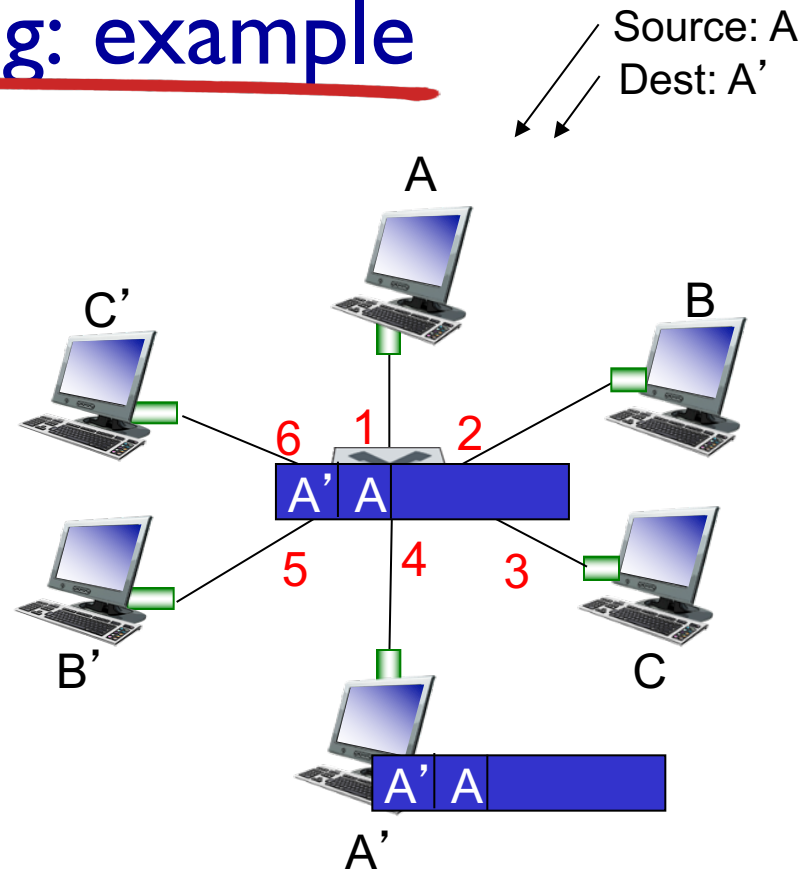 g: example
Source: A
Dest: A’
A
C’
B
6
1
2
A’ A
5
4
3
B’
C
A’ A
A’